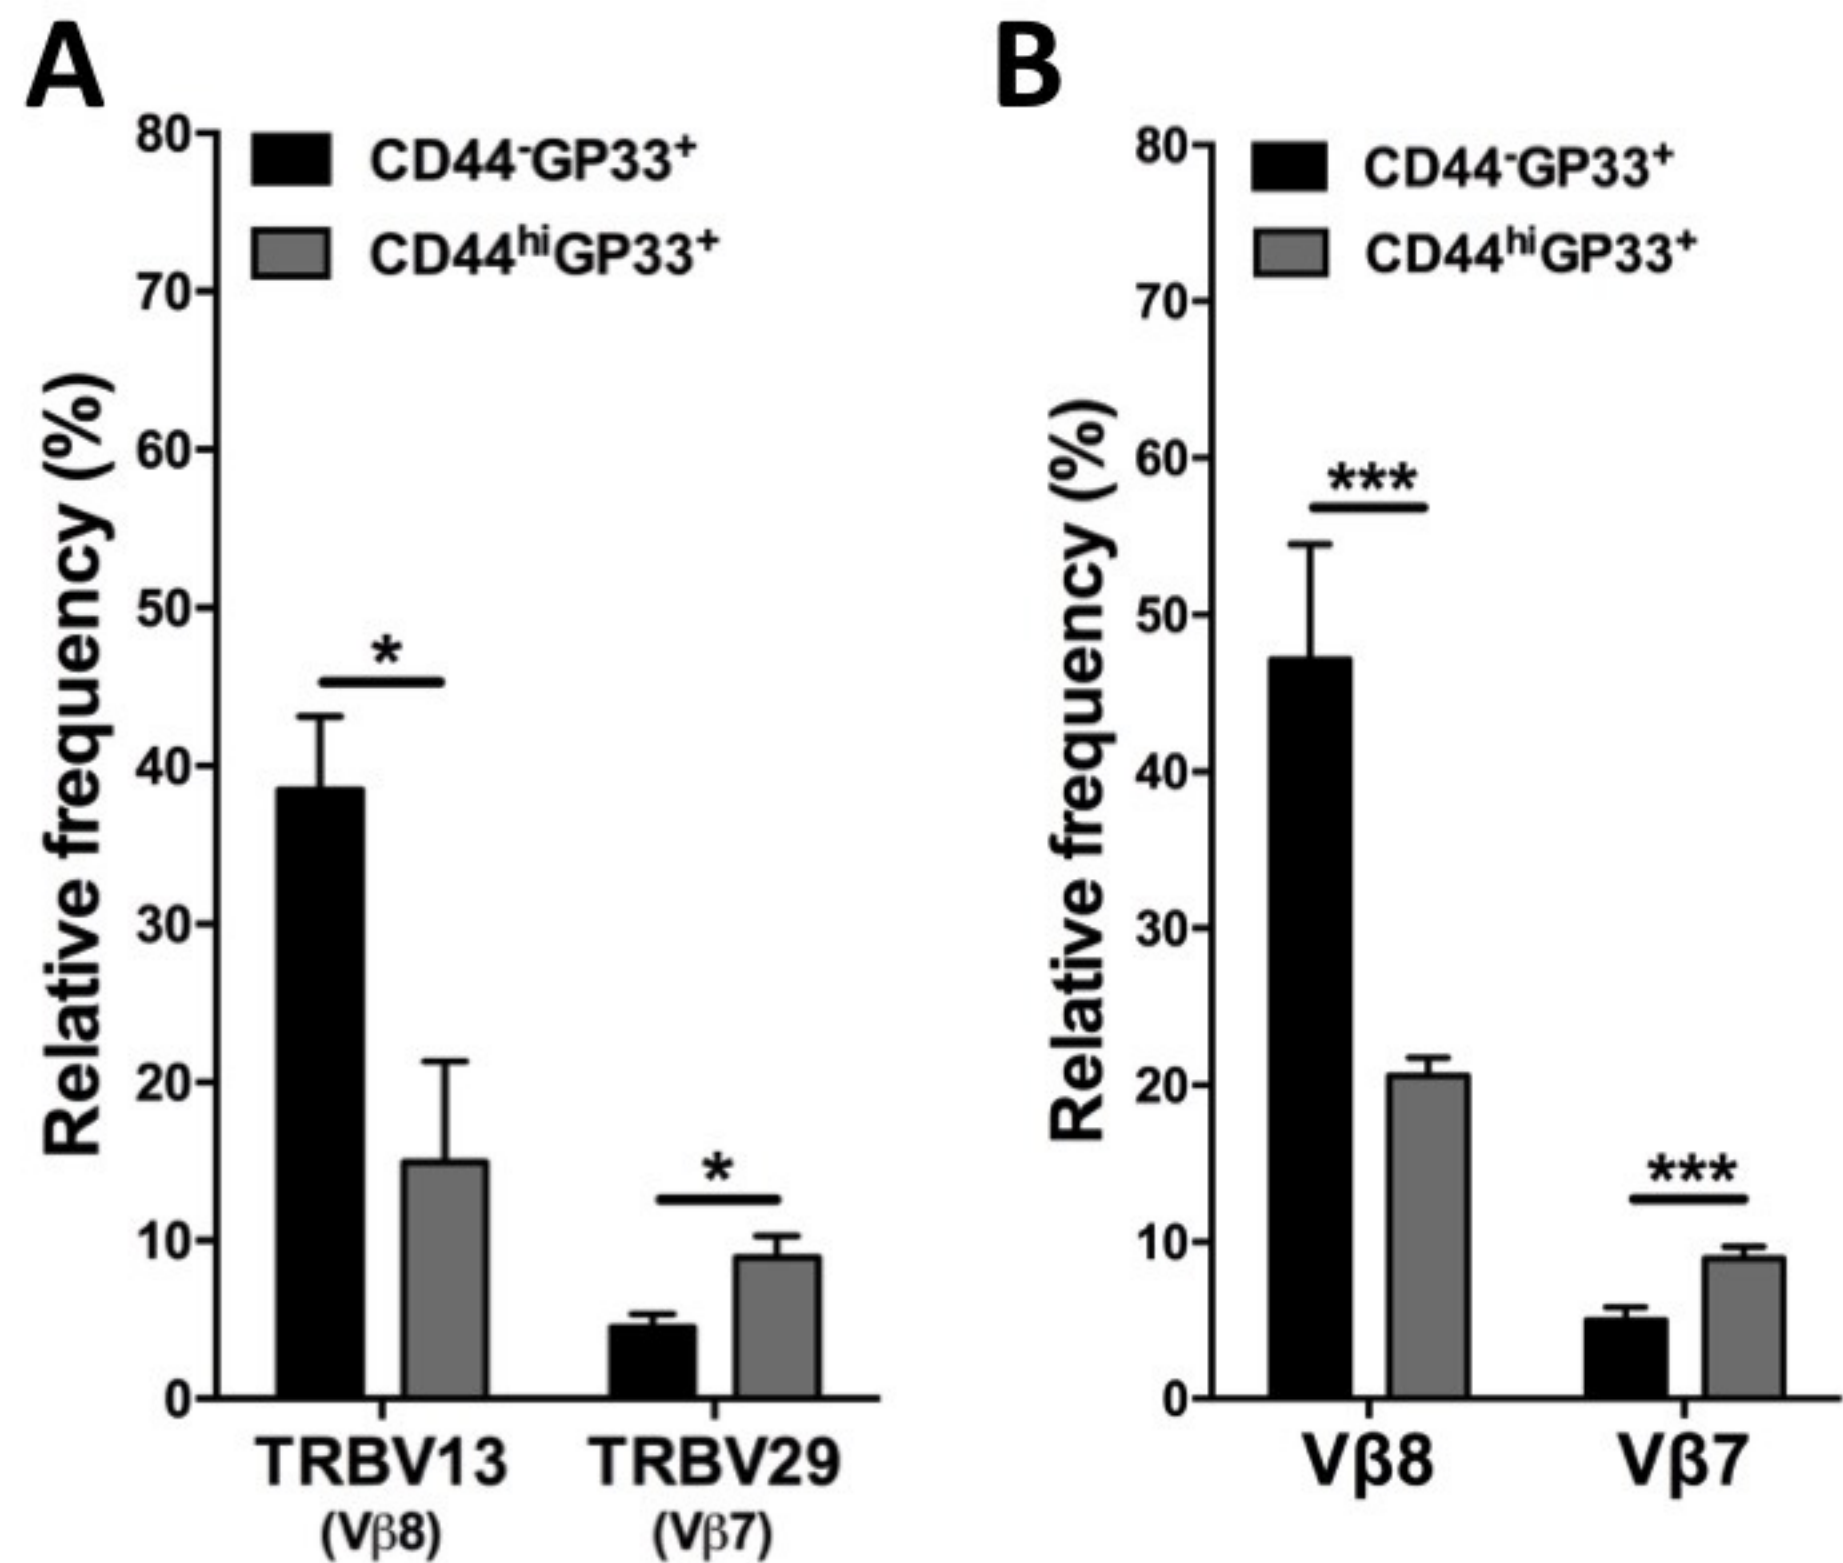 A
80
70
60
50
40
30
20
10
0
Relative frequency (%)
CD44⁻GP33⁺
CD44ʰⁱGP33⁺
*
*
TRBV13
(Vβ8)
TRBV29
(Vβ7)
B
80
70
60
50
40
30
20
10
0
Relative frequency (%)
CD44⁻GP33⁺
CD44ʰⁱGP33⁺
***
***
Vβ8
Vβ7